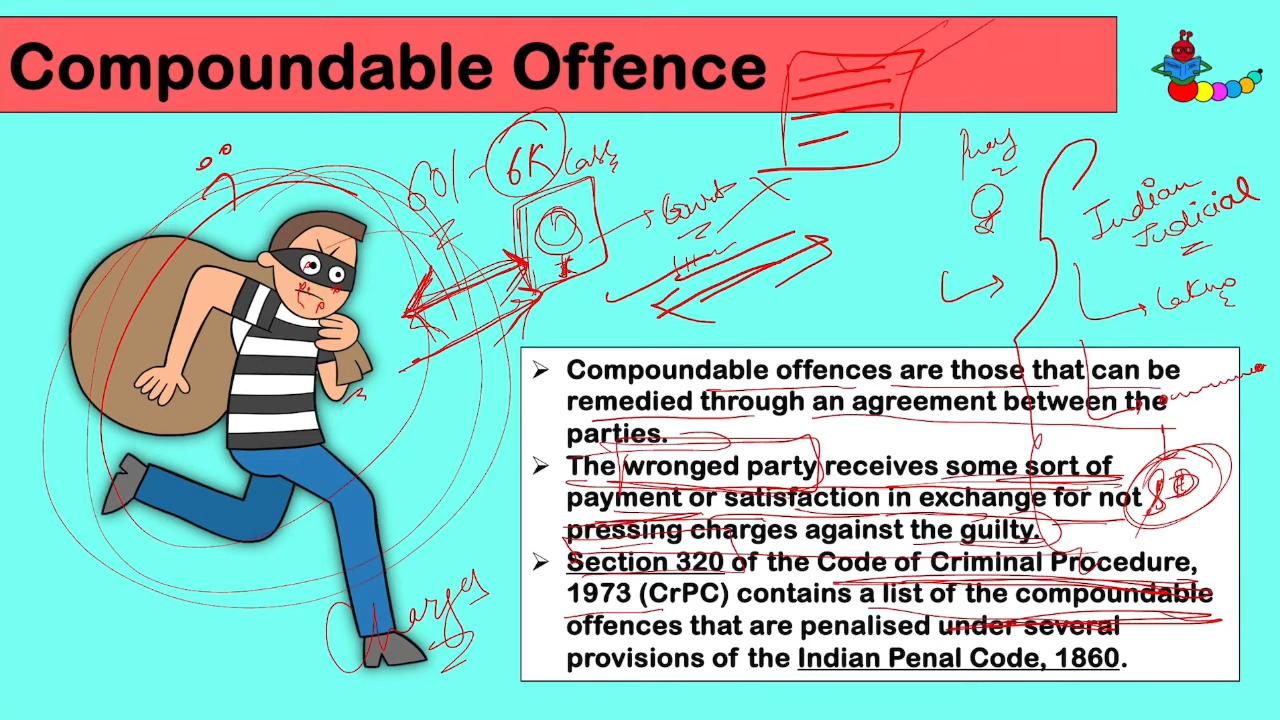 Compoundable Offence
6K Case
Court
Indian
Judicial
➢ Compoundable offences are those that can be
remedied through an agreement between the
parties.
➢ The wronged party receives some sort of
payment or satisfaction in exchange for not
pressing charges against the guilty.
➢ Section 320 of the Code of Criminal Procedure,
1973 (CrPC) contains a list of the compoundable
offences that are penalised under several
provisions of the Indian Penal Code, 1860.
Charges